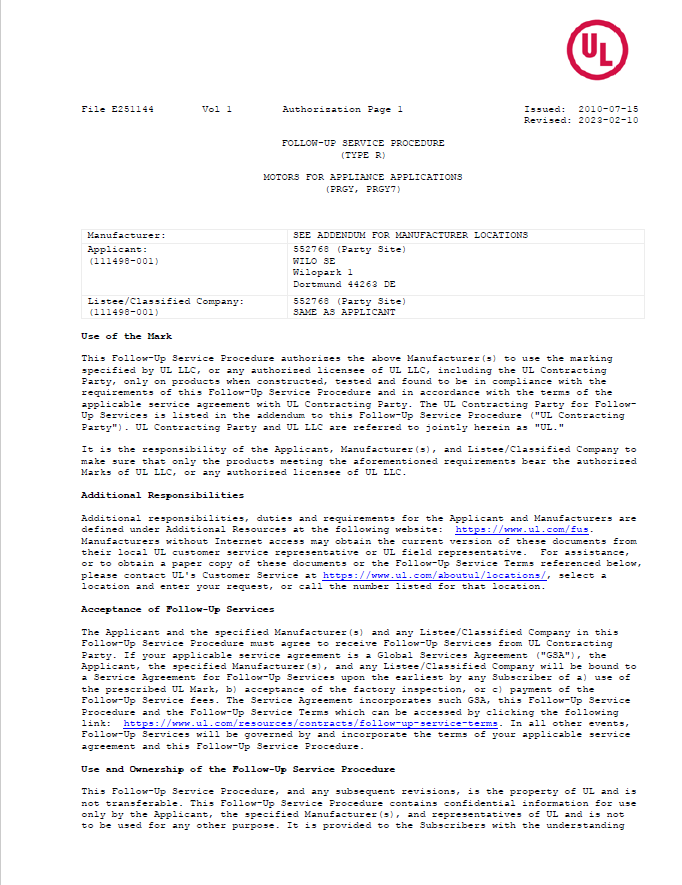 UL
File E251144 Vol 1 Authorization Page 1 Issued: 2010-07-15
Revised: 2023-02-10
FOLLOW-UP SERVICE PROCEDURE
(TYPE R)
MOTORS FOR APPLIANCE APPLICATIONS
(PRGY, PRGY7)
Manufacturer: SEE ADDENDUM FOR MANUFACTURER LOCATIONS
Applicant: 552768 (Party Site)
(111498-001) WILO SE
Wilopark 1
Dortmund 44263 DE
Listee/Classified Company: 552768 (Party Site)
(111498-001) SAME AS APPLICANT
Use of the Mark
This Follow-Up Service Procedure authorizes the above Manufacturer(s) to use the marking
specified by UL LLC, or any authorized licensee of UL LLC, including the UL Contracting
Party, only on products when constructed, tested and found to be in compliance with the
requirements of this Follow-Up Service Procedure and in accordance with the terms of the
applicable service agreement with UL Contracting Party. The UL Contracting Party for Follow-
Up Services is listed in the addendum to this Follow-Up Service Procedure ("UL Contracting
Party"). UL Contracting Party and UL LLC are referred to jointly herein as "UL."
It is the responsibility of the Applicant, Manufacturer(s), and Listee/Classified Company to
make sure that only the products meeting the aforementioned requirements bear the authorized
Marks of UL LLC, or any authorized licensee of UL LLC.
Additional Responsibilities
Additional responsibilities, duties and requirements for the Applicant and Manufacturers are
defined under Additional Resources at the following website: https://www.ul.com/fus.
Manufacturers without Internet access may obtain the current version of these documents from
their local UL customer service representative or UL field representative. For assistance,
or to obtain a paper copy of these documents or the Follow-Up Service Terms referenced below,
please contact UL's Customer Service at https://www.ul.com/aboutul/locations/, select a
location and enter your request, or call the number listed for that location.
Acceptance of Follow-Up Services
The Applicant and the specified Manufacturer(s) and any Listee/Classified Company in this
Follow-Up Service Procedure must agree to receive Follow-Up Services from UL Contracting
Party. If your applicable service agreement is a Global Services Agreement ("GSA"), the
Applicant, the specified Manufacturer(s), and any Listee/Classified Company will be bound to
a Service Agreement for Follow-Up Services upon the earliest by any Subscriber of a) use of
the prescribed UL Mark, b) acceptance of the factory inspection, or c) payment of the
Follow-Up Service fees. The Service Agreement incorporates such GSA, this Follow-Up Service
Procedure and the Follow-Up Service Terms which can be accessed by clicking the following
link: https://www.ul.com/resources/contracts/follow-up-service-terms. In all other events,
Follow-Up Services will be governed by and incorporate the terms of your applicable service
agreement and this Follow-Up Service Procedure.
Use and Ownership of the Follow-Up Service Procedure
This Follow-Up Service Procedure, and any subsequent revisions, is the property of UL and is
not transferable. This Follow-Up Service Procedure contains confidential information for use
only by the Applicant, the specified Manufacturer(s), and representatives of UL and is not
to be used for any other purpose. It is provided to the Subscribers with the understanding